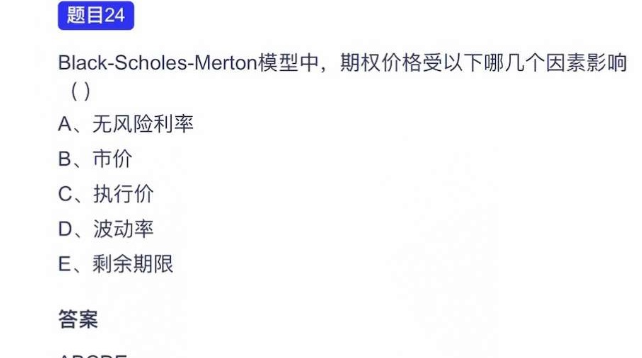 题目24
Black-Scholes-Merton模型中，期权价格受以下哪几个因素影响
（）
A、无风险利率
B、市价
C、执行价
D、波动率
E、剩余期限
答案
ABCDE